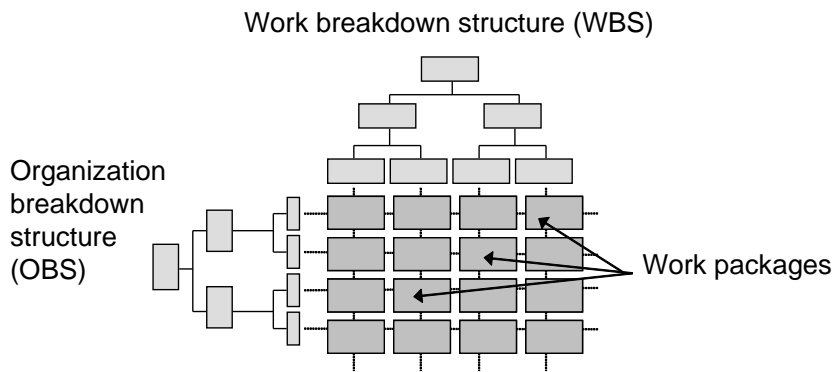 Work breakdown structure (WBS)
Organization
breakdown
structure
(OBS)
Work packages